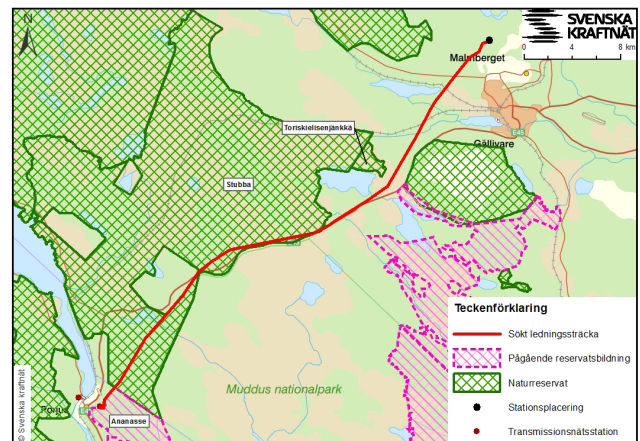 SVENSKA
KRAFTNÄT
0 4 8 km
N
Malmberget
E45
Gällivare
Toriskielisenjänkkä
Stubba
Muddus nationalpark
Porjus
Ananasse
Teckenförklaring
Sökt ledningssträcka
Pågående reservatsbildning
Naturreservat
Stationsplacering
Transmissionsnätsstation
© Svenska kraftnät